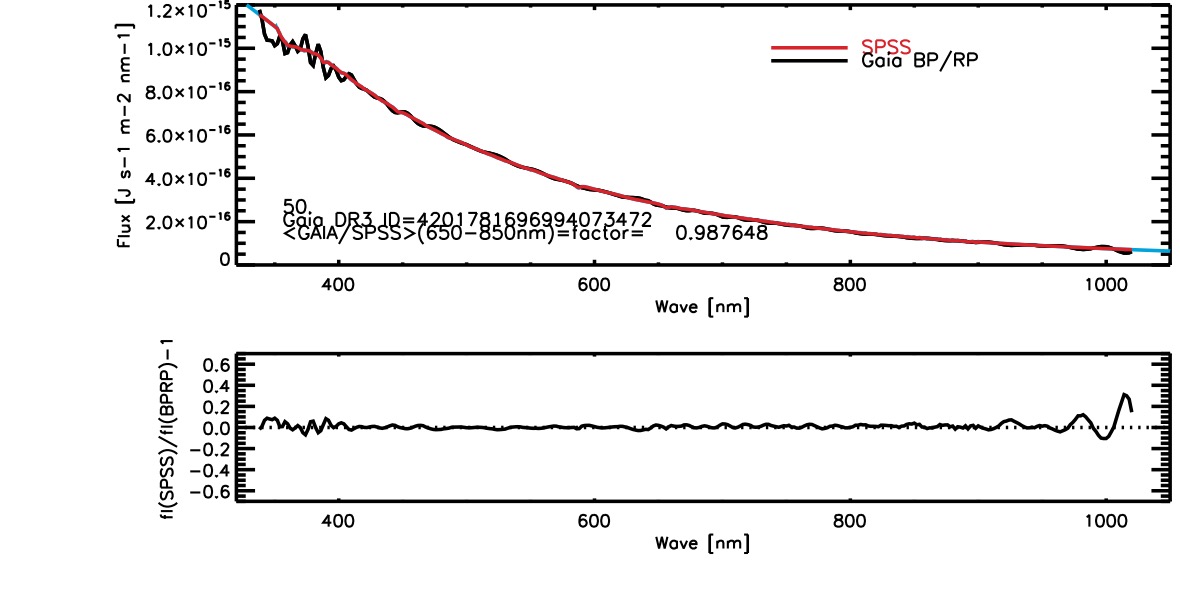 1.2×10−15
1.0×10−15
8.0×10−16
6.0×10−16
4.0×10−16
2.0×10−16
0
Flux [J s−1 m−2 nm−1]
SPSS
Gaia BP/RP
50.
Gaia DR3 ID=4201781696994073472
<GAIA/SPSS>(650−850nm)=factor= 0.987648
400 600 800 1000
Wave [nm]
fl(SPSS)/fl(BPRP)−1
0.6
0.4
0.2
0.0
−0.2
−0.4
−0.6
400 600 800 1000
Wave [nm]